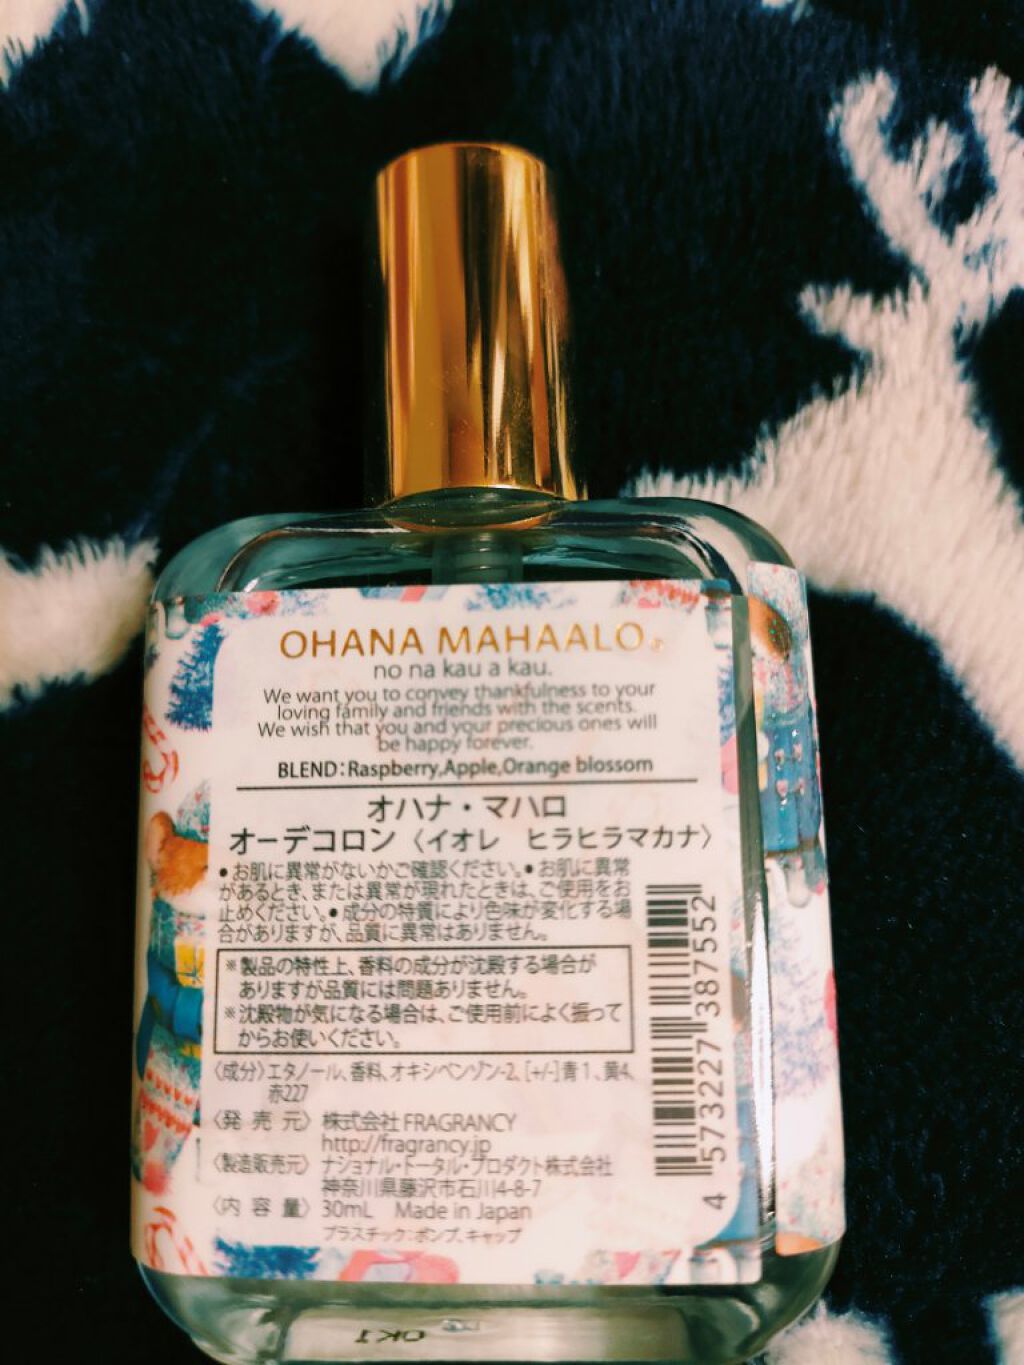 OHANA MAHAALO®
no na kau a kau.
We want you to convey thankfulness to your
loving family and friends with the scents.
We wish that you and your precious ones will
be happy forever.
BLEND:Raspberry,Apple,Orange blossom
オハナ・マハロ
オーデコロン〈イオレ　ヒラヒラマカナ〉
●お肌に異常がないかご確認ください。●お肌に異常
があるとき、または異常が現れたときは、ご使用をお
止めください。●成分の特質により色味が変化する場
合がありますが、品質に異常はありません。
※製品の特性上、香料の成分が沈殿する場合が
ありますが品質には問題ありません。
※沈殿物が気になる場合は、ご使用前によく振って
からお使いください。
〈成分〉エタノール、香料、オキシベンゾン-2、[+/-]青1、黄4、
赤227
〈発売元〉株式会社 FRAGRANCY
http://fragrancy.jp
〈製造販売元〉ナショナル・トータル・プロダクト株式会社
神奈川県藤沢市石川4-8-7
〈内容量〉30mL　Made in Japan
プラスチック:ポンプ、キャップ
4 573227 387552